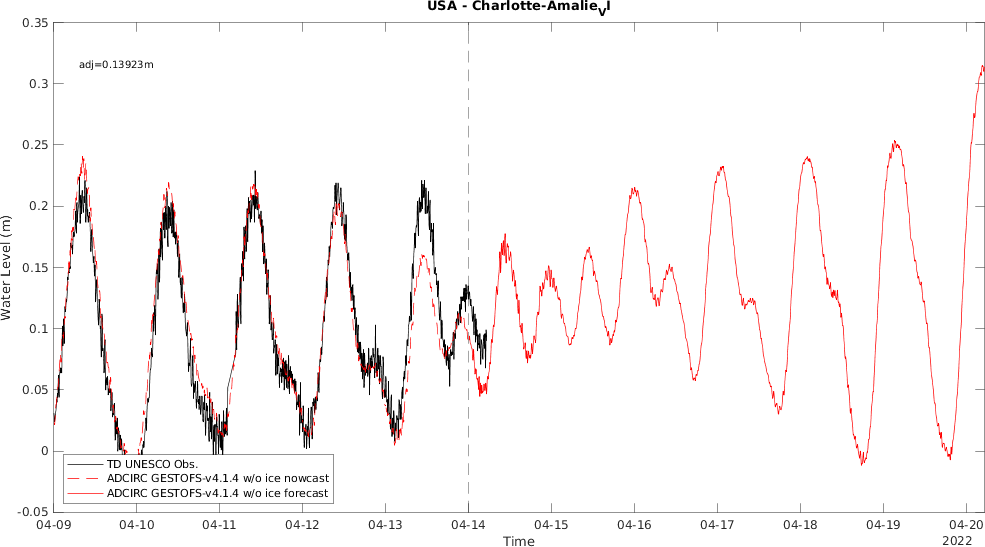 USA - Charlotte-Amalie_VI
0.35
adj=0.13923m
0.3
0.25
0.2
0.15
0.1
0.05
0
-0.05
Water Level (m)
TD UNESCO Obs.
ADCIRC GESTOFS-v4.1.4 w/o ice nowcast
ADCIRC GESTOFS-v4.1.4 w/o ice forecast
04-09 04-10 04-11 04-12 04-13 04-14 04-15 04-16 04-17 04-18 04-19 04-20
Time
2022